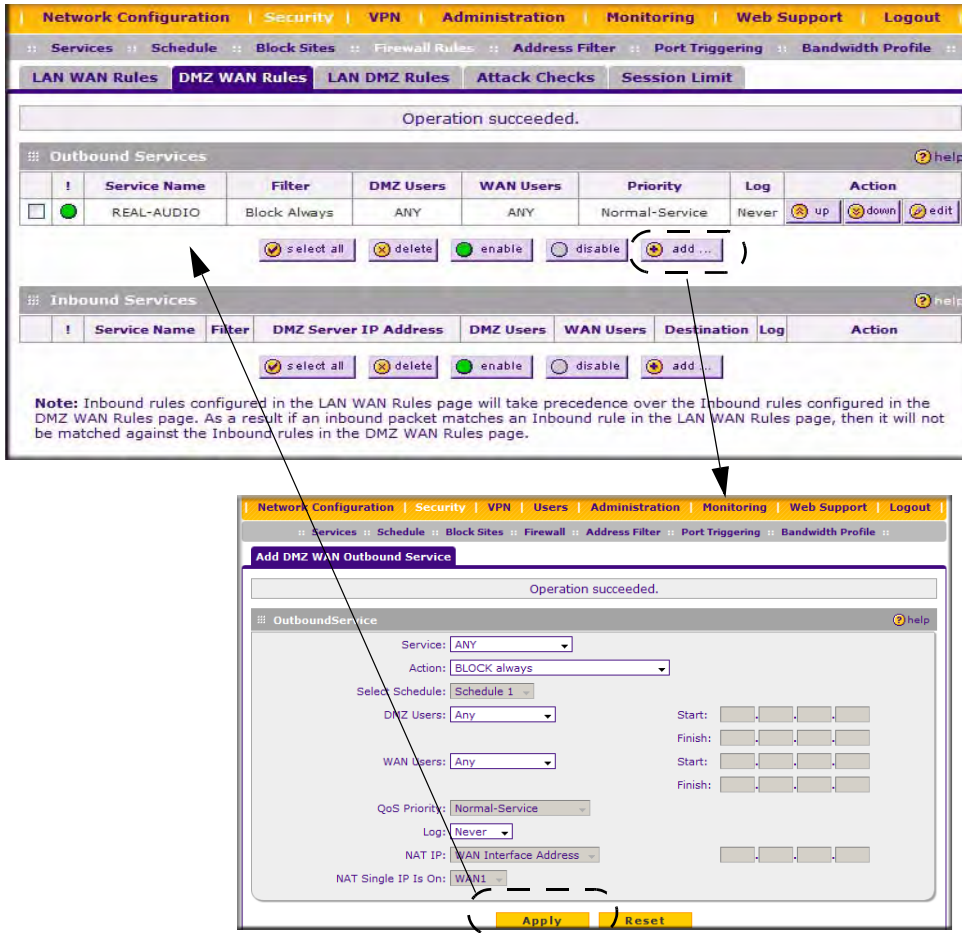 Network Configuration | Security | VPN | Administration | Monitoring | Web Support | Logout
:: Services :: Schedule :: Block Sites :: Firewall Rules :: Address Filter :: Port Triggering :: Bandwidth Profile ::
LAN WAN Rules DMZ WAN Rules LAN DMZ Rules Attack Checks Session Limit
Operation succeeded.
Outbound Services ? help
! Service Name Filter DMZ Users WAN Users Priority Log Action
REAL-AUDIO Block Always ANY ANY Normal-Service Never up down edit
select all delete enable disable add ...
Inbound Services ? help
! Service Name Filter DMZ Server IP Address DMZ Users WAN Users Destination Log Action
select all delete enable disable add ...
Note: Inbound rules configured in the LAN WAN Rules page will take precedence over the Inbound rules configured in the
DMZ WAN Rules page. As a result if an inbound packet matches an Inbound rule in the LAN WAN Rules page, then it will not
be matched against the Inbound rules in the DMZ WAN Rules page.
| Network Configuration | Security | VPN | Users | Administration | Monitoring | Web Support | Logout |
:: Services :: Schedule :: Block Sites :: Firewall :: Address Filter :: Port Triggering :: Bandwidth Profile ::
Add DMZ WAN Outbound Service
Operation succeeded.
OutboundService ? help
Service: ANY
Action: BLOCK always
Select Schedule: Schedule 1
DMZ Users: Any Start: . . .
Finish: . . .
WAN Users: Any Start: . . .
Finish: . . .
QoS Priority: Normal-Service
Log: Never
NAT IP: WAN Interface Address . . .
NAT Single IP Is On: WAN1
Apply Reset